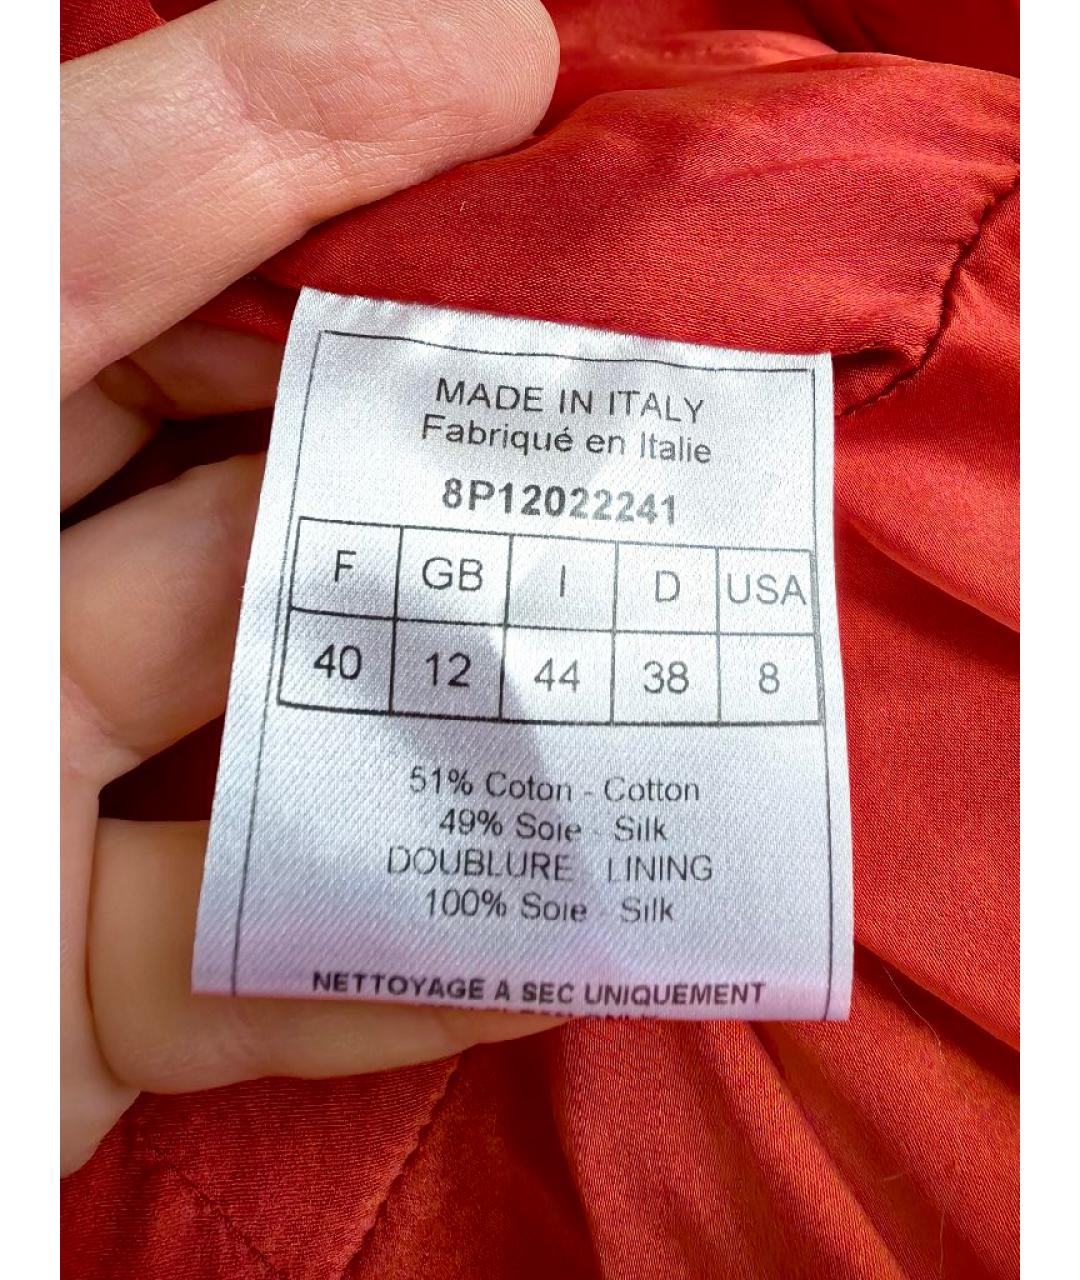 MADE IN ITALY
Fabriqué en Italie
8P12022241
F GB I D USA
40 12 44 38 8
51% Coton - Cotton
49% Soie - Silk
DOUBLURE LINING
100% Soie - Silk
NETTOYAGE A SEC UNIQUEMENT